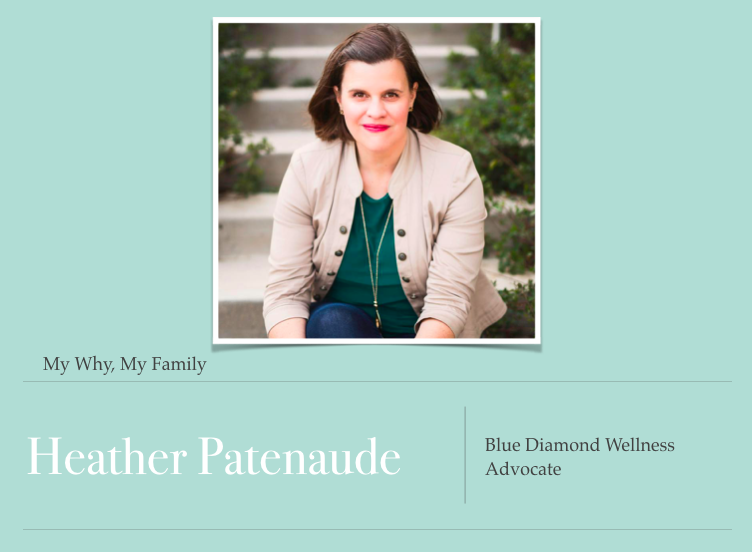 My Why, My Family
Heather Patenaude
Blue Diamond Wellness
Advocate